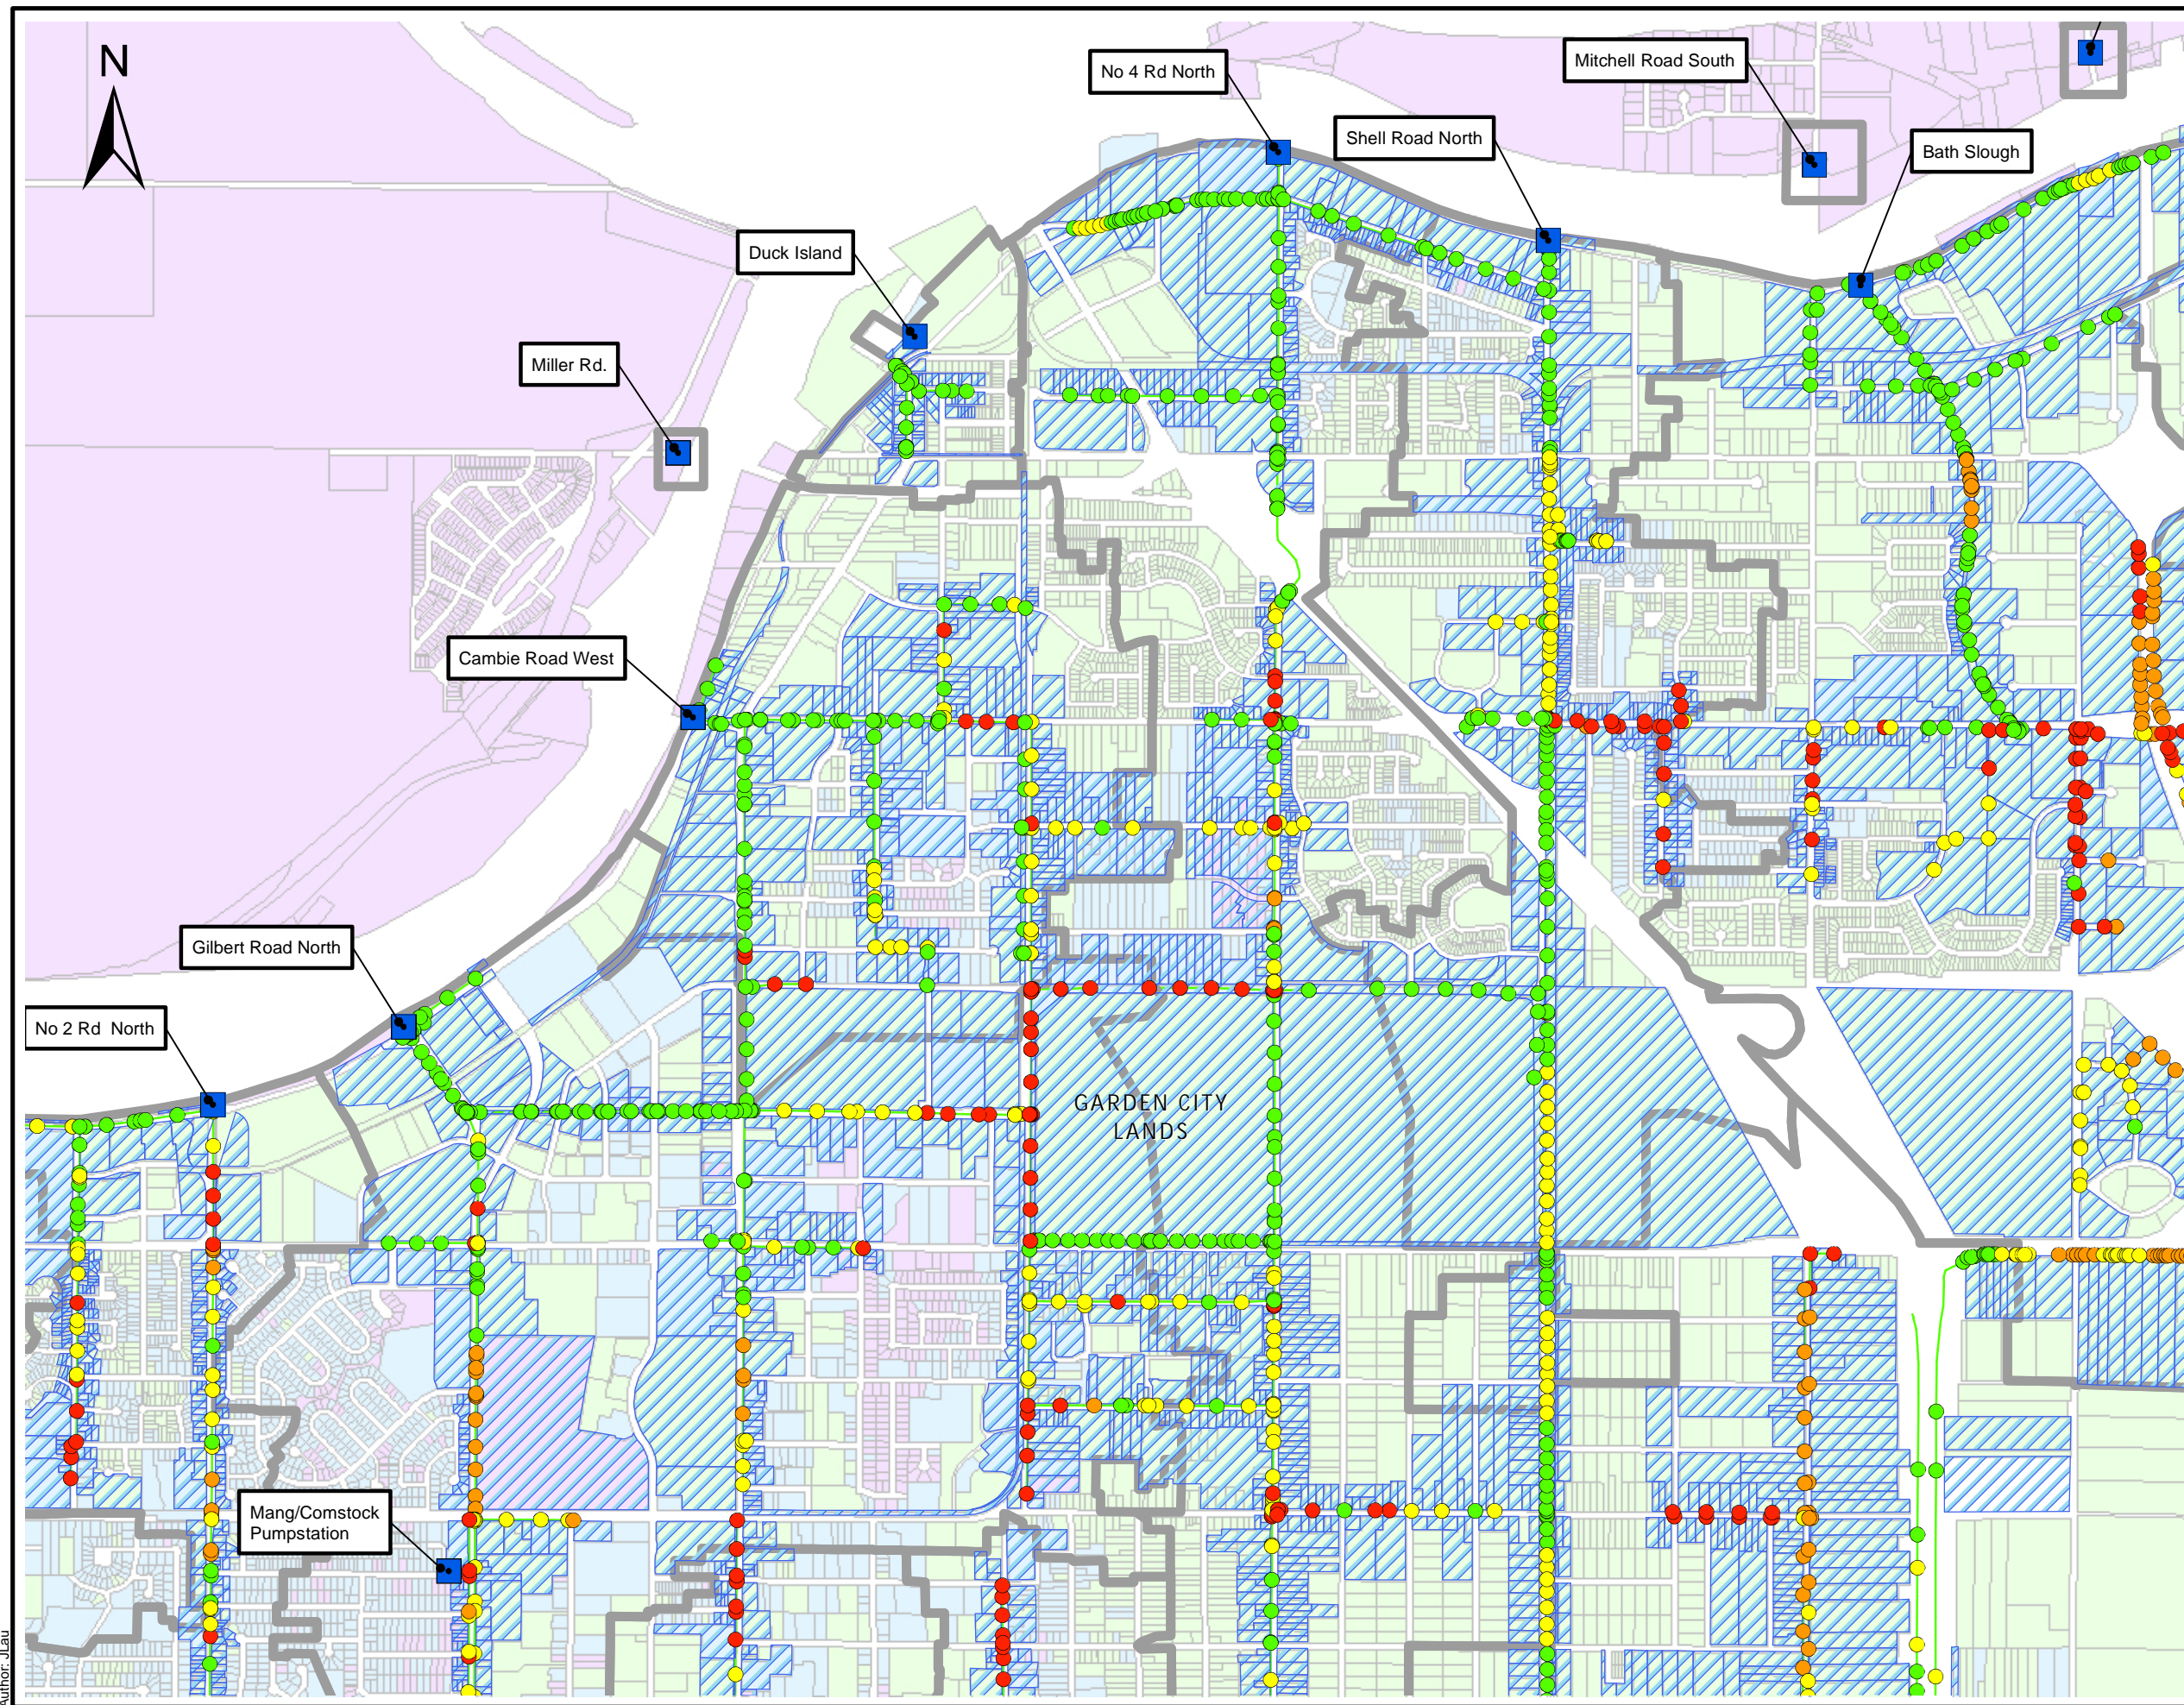 N
No 4 Rd North
Mitchell Road South
Shell Road North
Bath Slough
Duck Island
Miller Rd.
Cambie Road West
Gilbert Road North
No 2 Rd North
GARDEN CITY
LANDS
Mang/Comstock
Pumpstation
Author: JLau